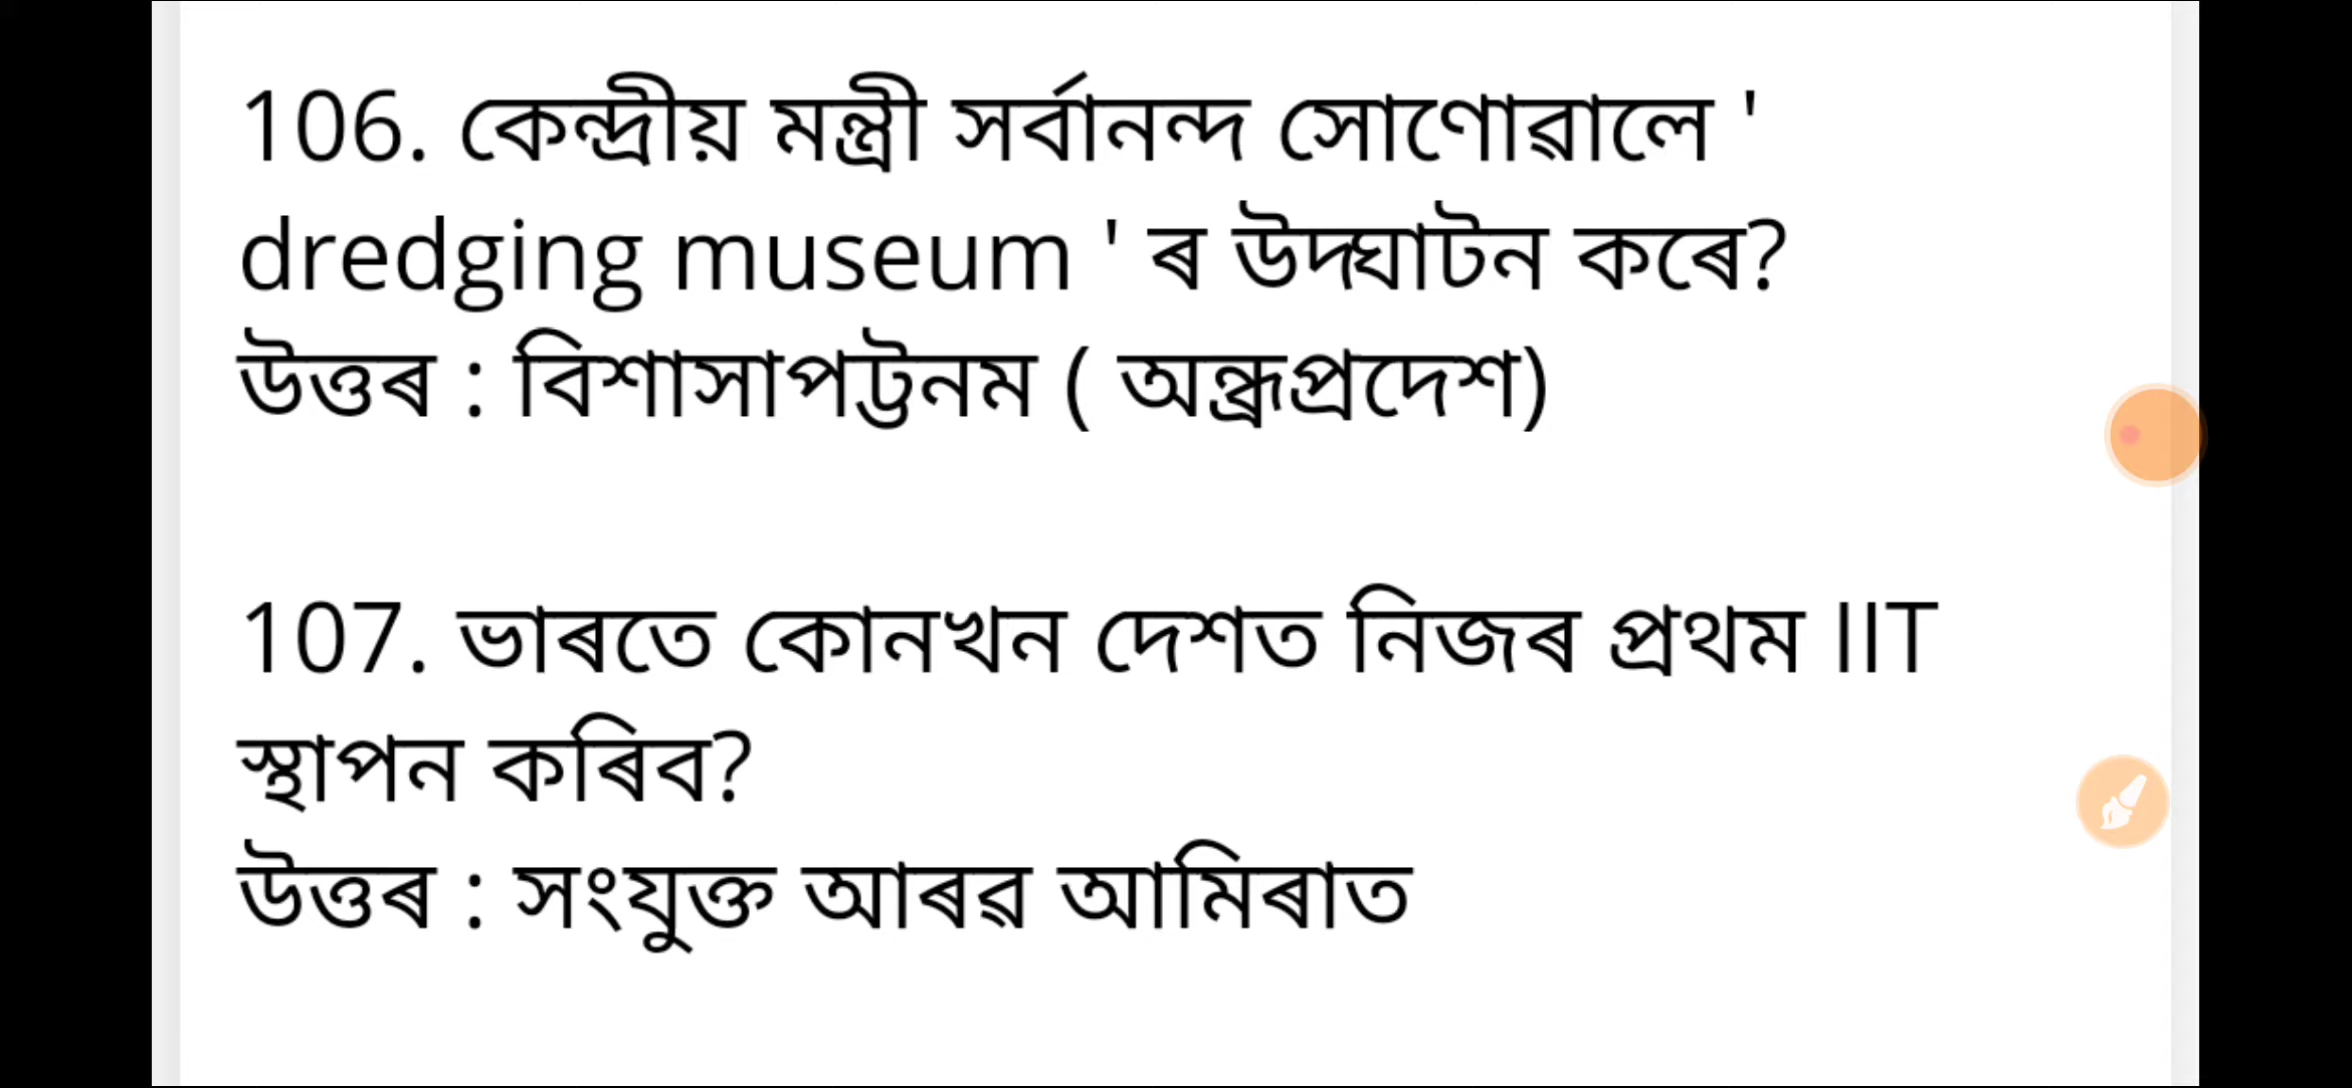 106. কেন্দ্ৰীয় মন্ত্ৰী সৰ্বানন্দ সোণোৱালে '
dredging museum ' ৰ উদ্ঘাটন কৰে?
উত্তৰ : বিশাসাপট্টনম ( অন্ধ্ৰপ্ৰদেশ)
107. ভাৰতে কোনখন দেশত নিজৰ প্ৰথম IIT
স্থাপন কৰিব?
উত্তৰ : সংযুক্ত আৰৱ আমিৰাত